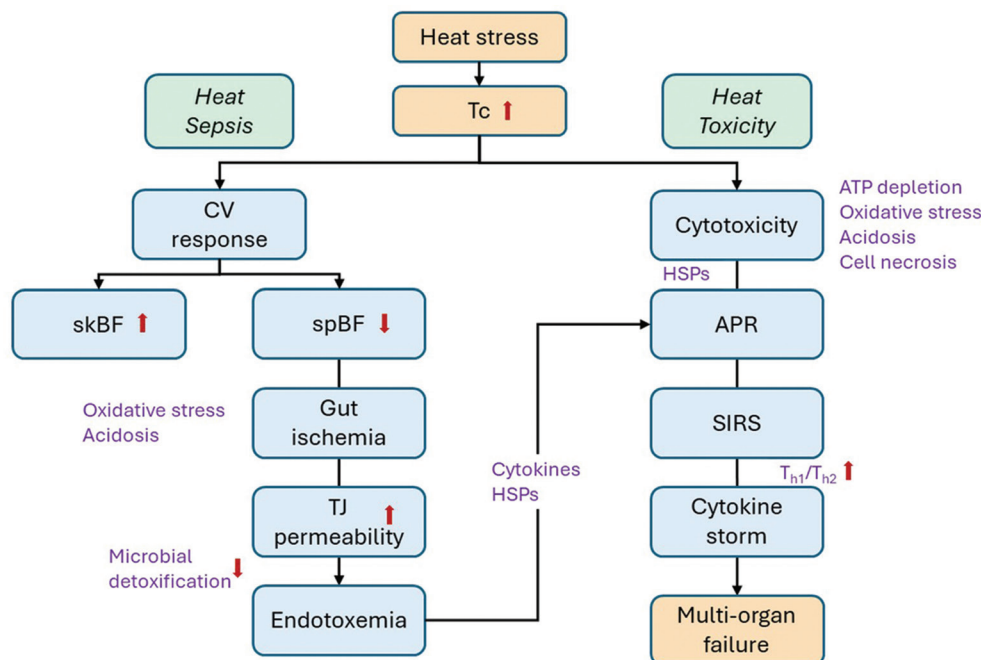 Heat stress
Tc
Heat
Sepsis
Heat
Toxicity
CV
response
skBF
spBF
Oxidative stress
Acidosis
Gut
ischemia
TJ
permeability
Microbial
detoxification
Endotoxemia
Cytokines
HSPs
Cytotoxicity
ATP depletion
Oxidative stress
Acidosis
Cell necrosis
HSPs
APR
SIRS
Th1/Th2
Cytokine
storm
Multi-organ
failure